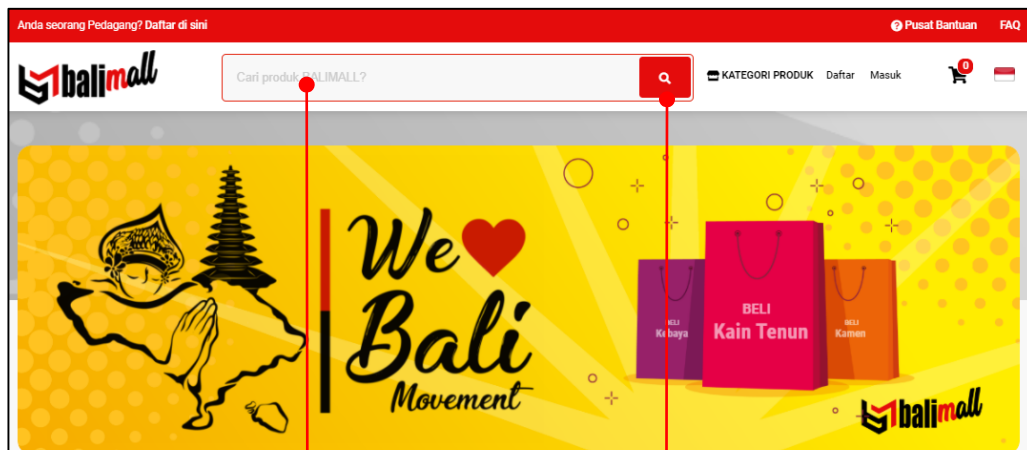 Anda seorang Pedagang? Daftar di sini
Pusat Bantuan FAQ
balimall
Cari produk BALIMALL?
KATEGORI PRODUK Daftar Masuk
0
We
Bali
Movement
BELI
Kebaya
BELI
Kain Tenun
BELI
Kamen
balimall